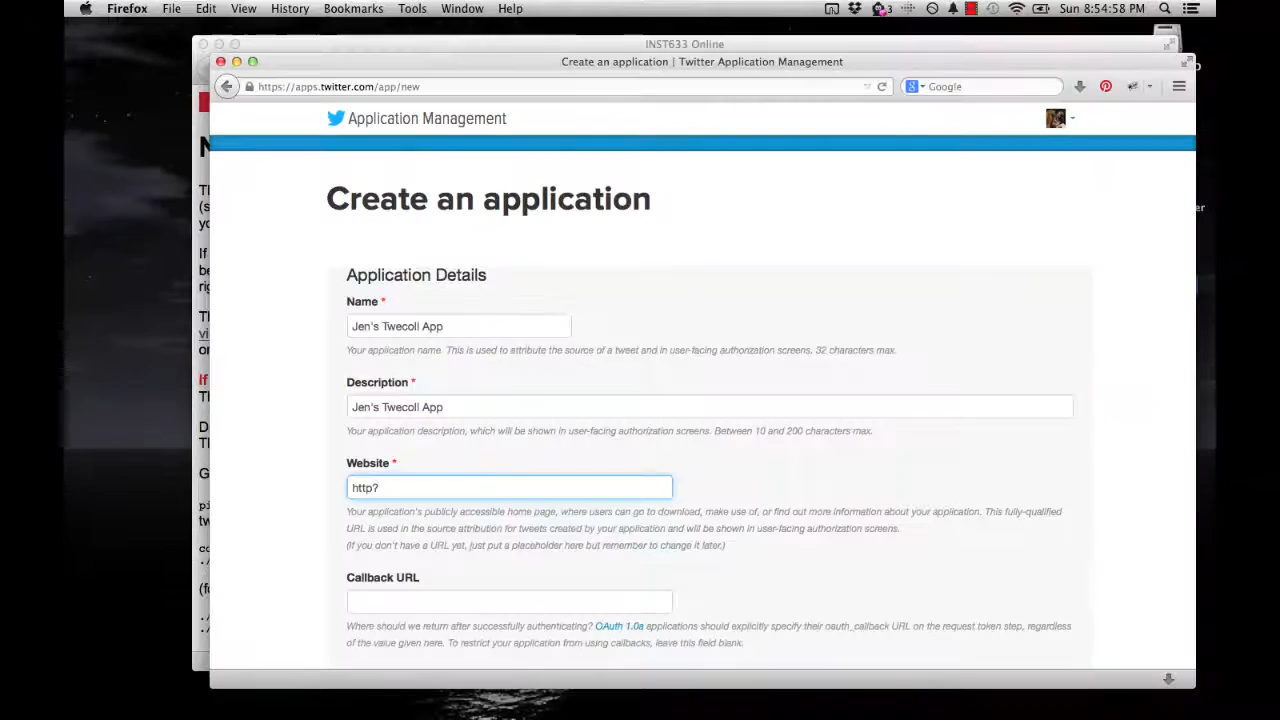 Firefox File Edit View History Bookmarks Tools Window Help 3 Sun 8:54:58 PM
INST633 Online
Create an application | Twitter Application Management
https://apps.twitter.com/app/new
Google
Application Management
Create an application
Application Details
Name *
Jen's Twecoll App
Your application name. This is used to attribute the source of a tweet and in user-facing authorization screens. 32 characters max.
Description *
Jen's Twecoll App
Your application description, which will be shown in user-facing authorization screens. Between 10 and 200 characters max.
Website *
http?
Your application's publicly accessible home page, where users can go to download, make use of, or find out more information about your application. This fully-qualified
URL is used in the source attribution for tweets created by your application and will be shown in user-facing authorization screens.
(If you don't have a URL yet, just put a placeholder here but remember to change it later.)
Callback URL
Where should we return after successfully authenticating? OAuth 1.0a applications should explicitly specify their oauth_callback URL on the request token step, regardless
of the value given here. To restrict your application from using callbacks, leave this field blank.